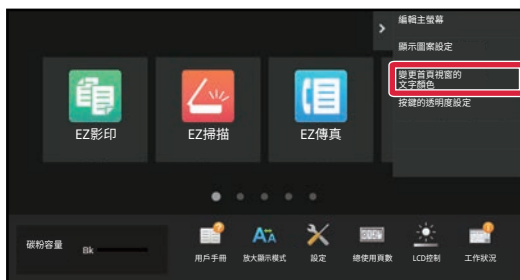 編輯主螢幕
顯示圖案設定
變更首頁視窗的
文字顏色
按鍵的透明度設定
EZ影印
EZ掃描
EZ傳真
碳粉容量
Bk
用戶手冊
放大顯示模式
設定
總使用頁數
LCD控制
工作狀況